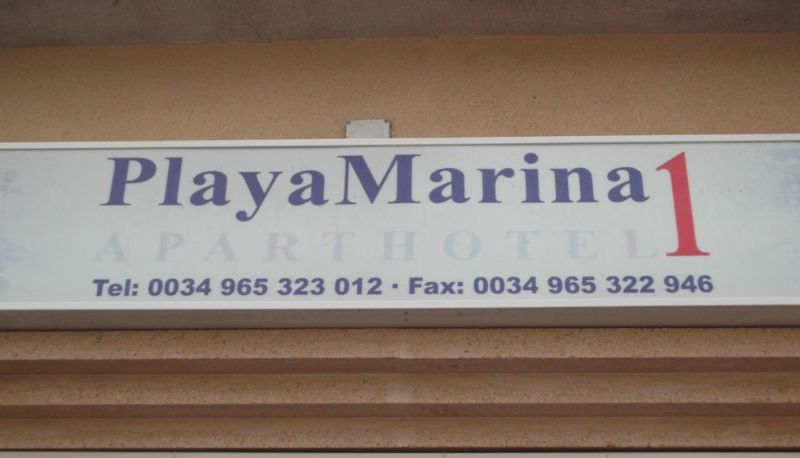 PlayaMarina 1
APARTHOTEL
Tel: 0034 965 323 012 · Fax: 0034 965 322 946